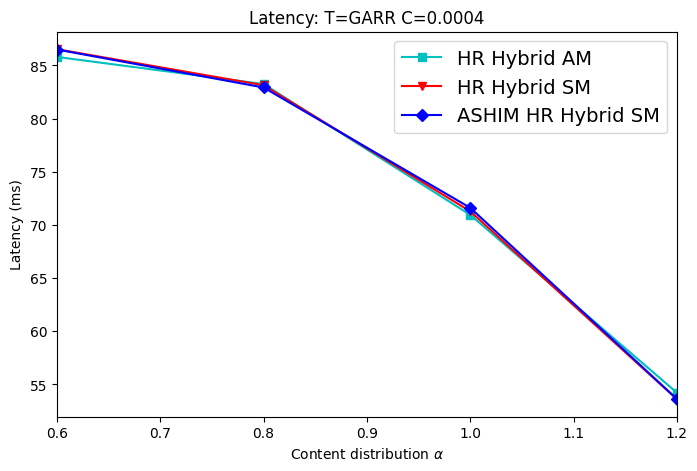 Latency: T=GARR C=0.0004
HR Hybrid AM
HR Hybrid SM
ASHIM HR Hybrid SM
Latency (ms)
85
80
75
70
65
60
55
0.6 0.7 0.8 0.9 1.0 1.1 1.2
Content distribution α